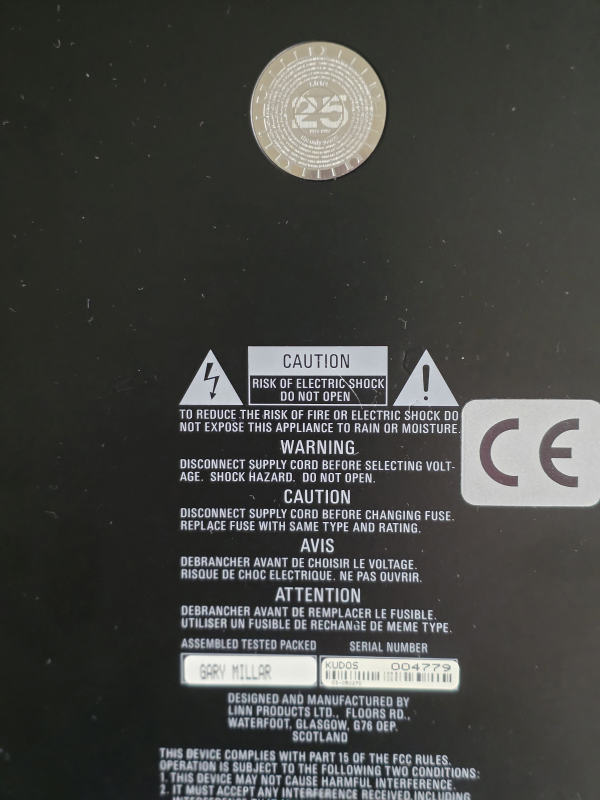 LINN
25
CAUTION
RISK OF ELECTRIC SHOCK
DO NOT OPEN
TO REDUCE THE RISK OF FIRE OR ELECTRIC SHOCK DO
NOT EXPOSE THIS APPLIANCE TO RAIN OR MOISTURE.
CE
WARNING
DISCONNECT SUPPLY CORD BEFORE SELECTING VOLT-
AGE. SHOCK HAZARD. DO NOT OPEN.
CAUTION
DISCONNECT SUPPLY CORD BEFORE CHANGING FUSE.
REPLACE FUSE WITH SAME TYPE AND RATING.
AVIS
DEBRANCHER AVANT DE CHOISIR LE VOLTAGE.
RISQUE DE CHOC ELECTRIQUE. NE PAS OUVRIR.
ATTENTION
DEBRANCHER AVANT DE REMPLACER LE FUSIBLE.
UTILISER UN FUSIBLE DE RECHANGE DE MEME TYPE.
ASSEMBLED TESTED PACKED SERIAL NUMBER
GARY MILLAR KUDOS 004779
DESIGNED AND MANUFACTURED BY
LINN PRODUCTS LTD., FLOORS RD.,
WATERFOOT, GLASGOW, G76 OEP.
SCOTLAND
THIS DEVICE COMPLIES WITH PART 15 OF THE FCC RULES.
OPERATION IS SUBJECT TO THE FOLLOWING TWO CONDITIONS:
1. THIS DEVICE MAY NOT CAUSE HARMFUL INTERFERENCE.
2. IT MUST ACCEPT ANY INTERFERENCE RECEIVED, INCLUDING